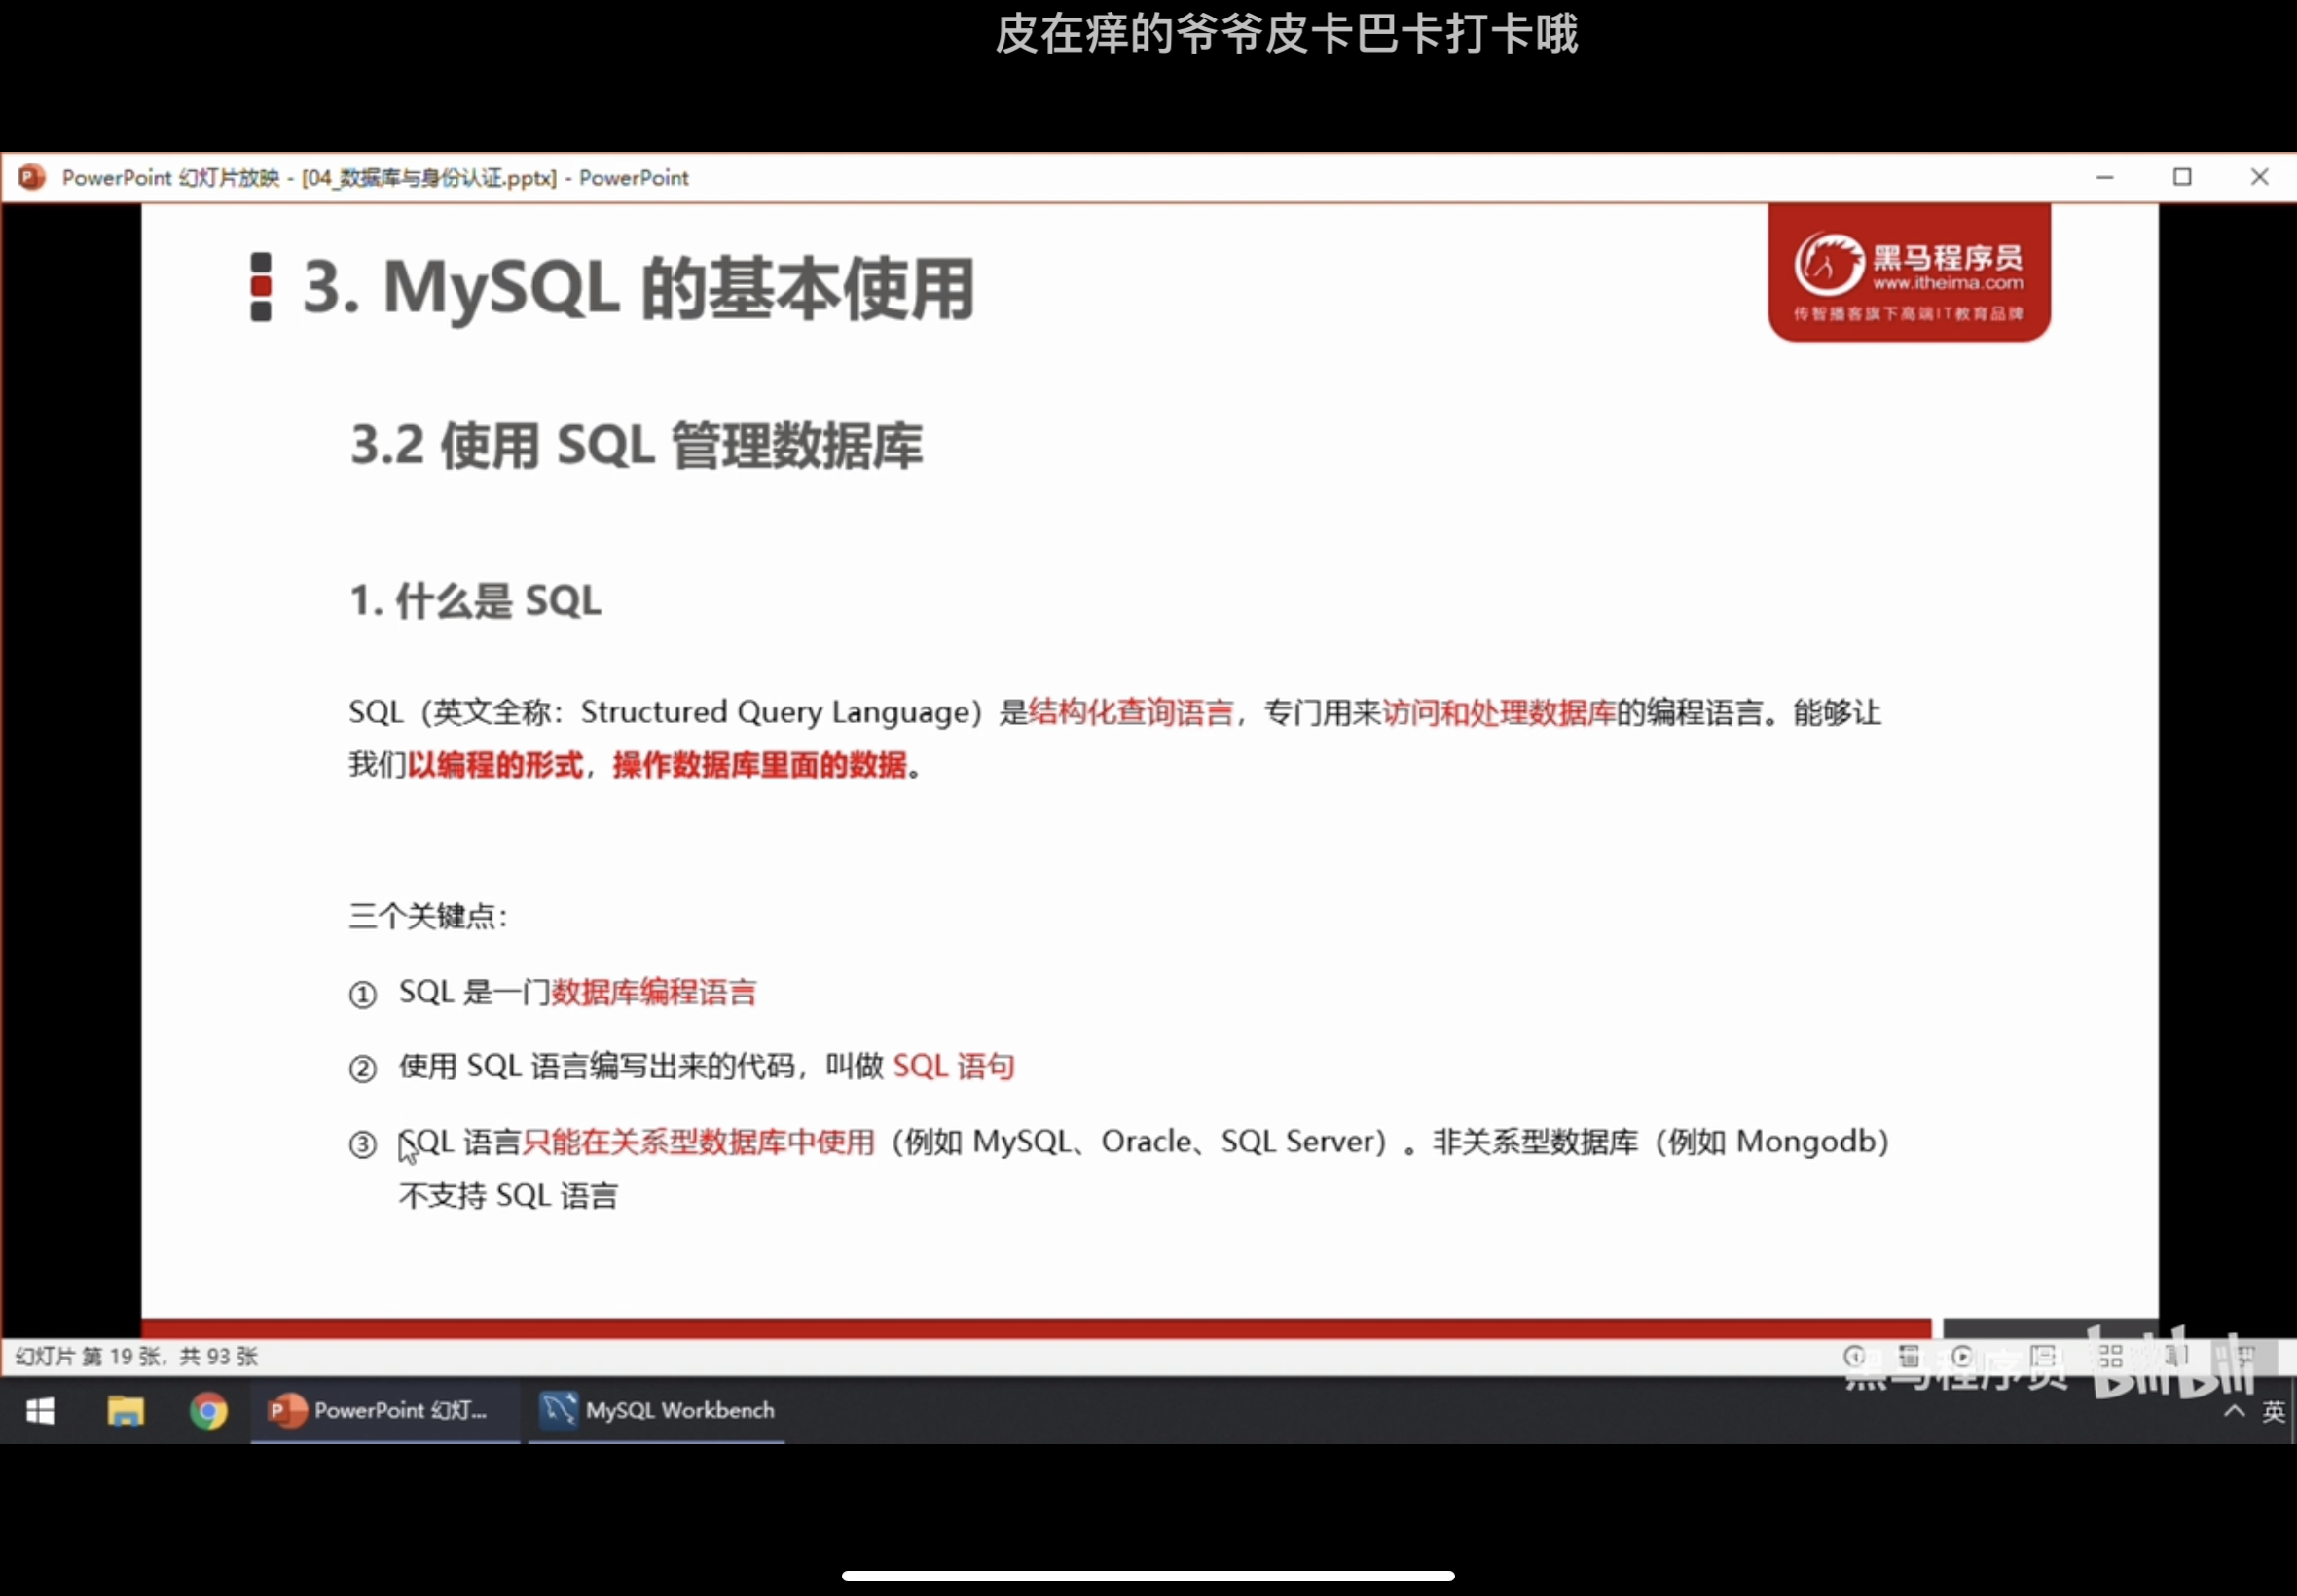 皮在痒的爷爷皮卡巴卡打卡哦
PowerPoint 幻灯片放映 - [04_数据库与身份认证.pptx] - PowerPoint
3. MySQL 的基本使用
黑马程序员
www.itheima.com
传智播客旗下高端IT教育品牌
3.2 使用 SQL 管理数据库
1. 什么是 SQL
SQL（英文全称：Structured Query Language）是结构化查询语言，专门用来访问和处理数据库的编程语言。能够让
我们以编程的形式，操作数据库里面的数据。
三个关键点：
① SQL 是一门数据库编程语言
② 使用 SQL 语言编写出来的代码，叫做 SQL 语句
③ SQL 语言只能在关系型数据库中使用（例如 MySQL、Oracle、SQL Server）。非关系型数据库（例如 Mongodb）
不支持 SQL 语言
幻灯片 第 19 张，共 93 张
黑马程序员 bilibili
PowerPoint 幻灯... MySQL Workbench 英